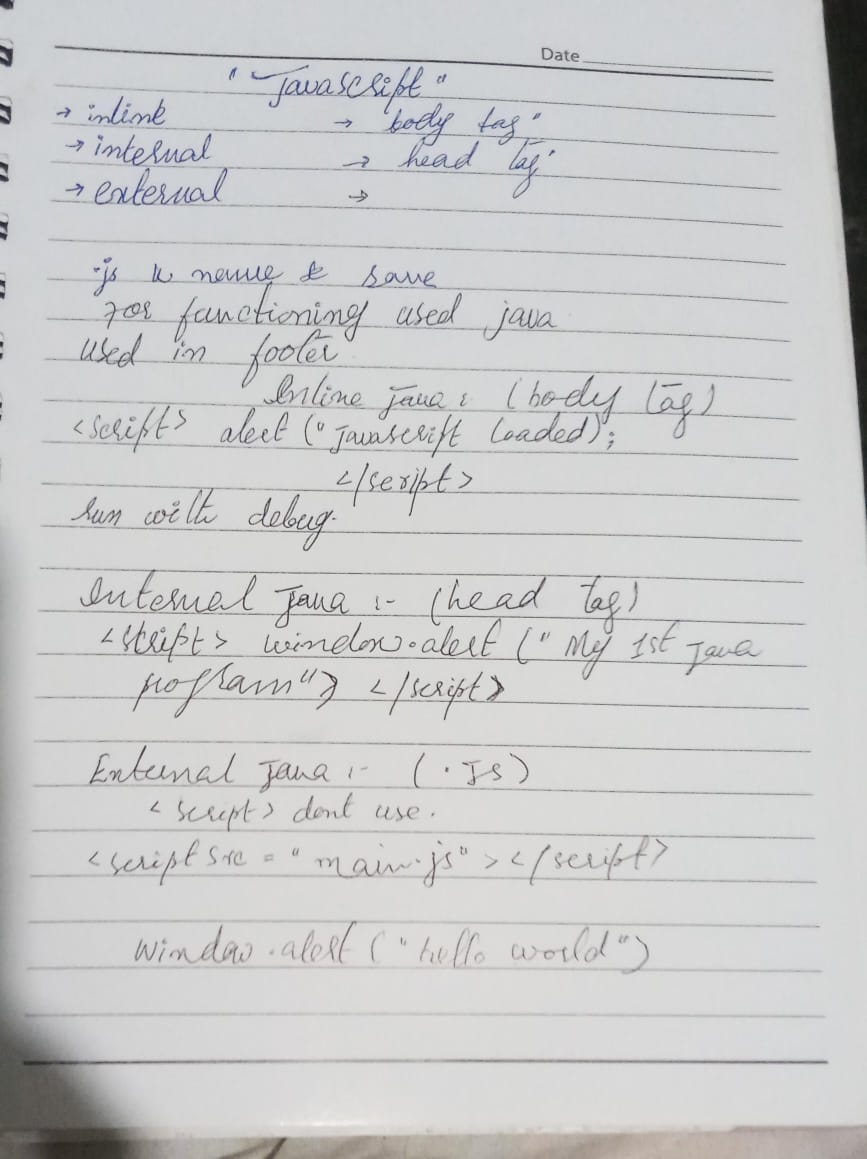 Date
"Javascript"
→ inlink → body tag"
→ internal → head tag"
→ external →
.js k name & save
For functioning used java
used in footer
Inline java : (body tag)
<script> alert ("Javascript Loaded);
</script>
Run with debug.
Internal Java :- (head tag)
<script> window.alert (" My 1st Java
program") </script>
External Java :- (.Js)
<script> dont use.
<script src = "main.js"></script>
window.alert ("hello world")